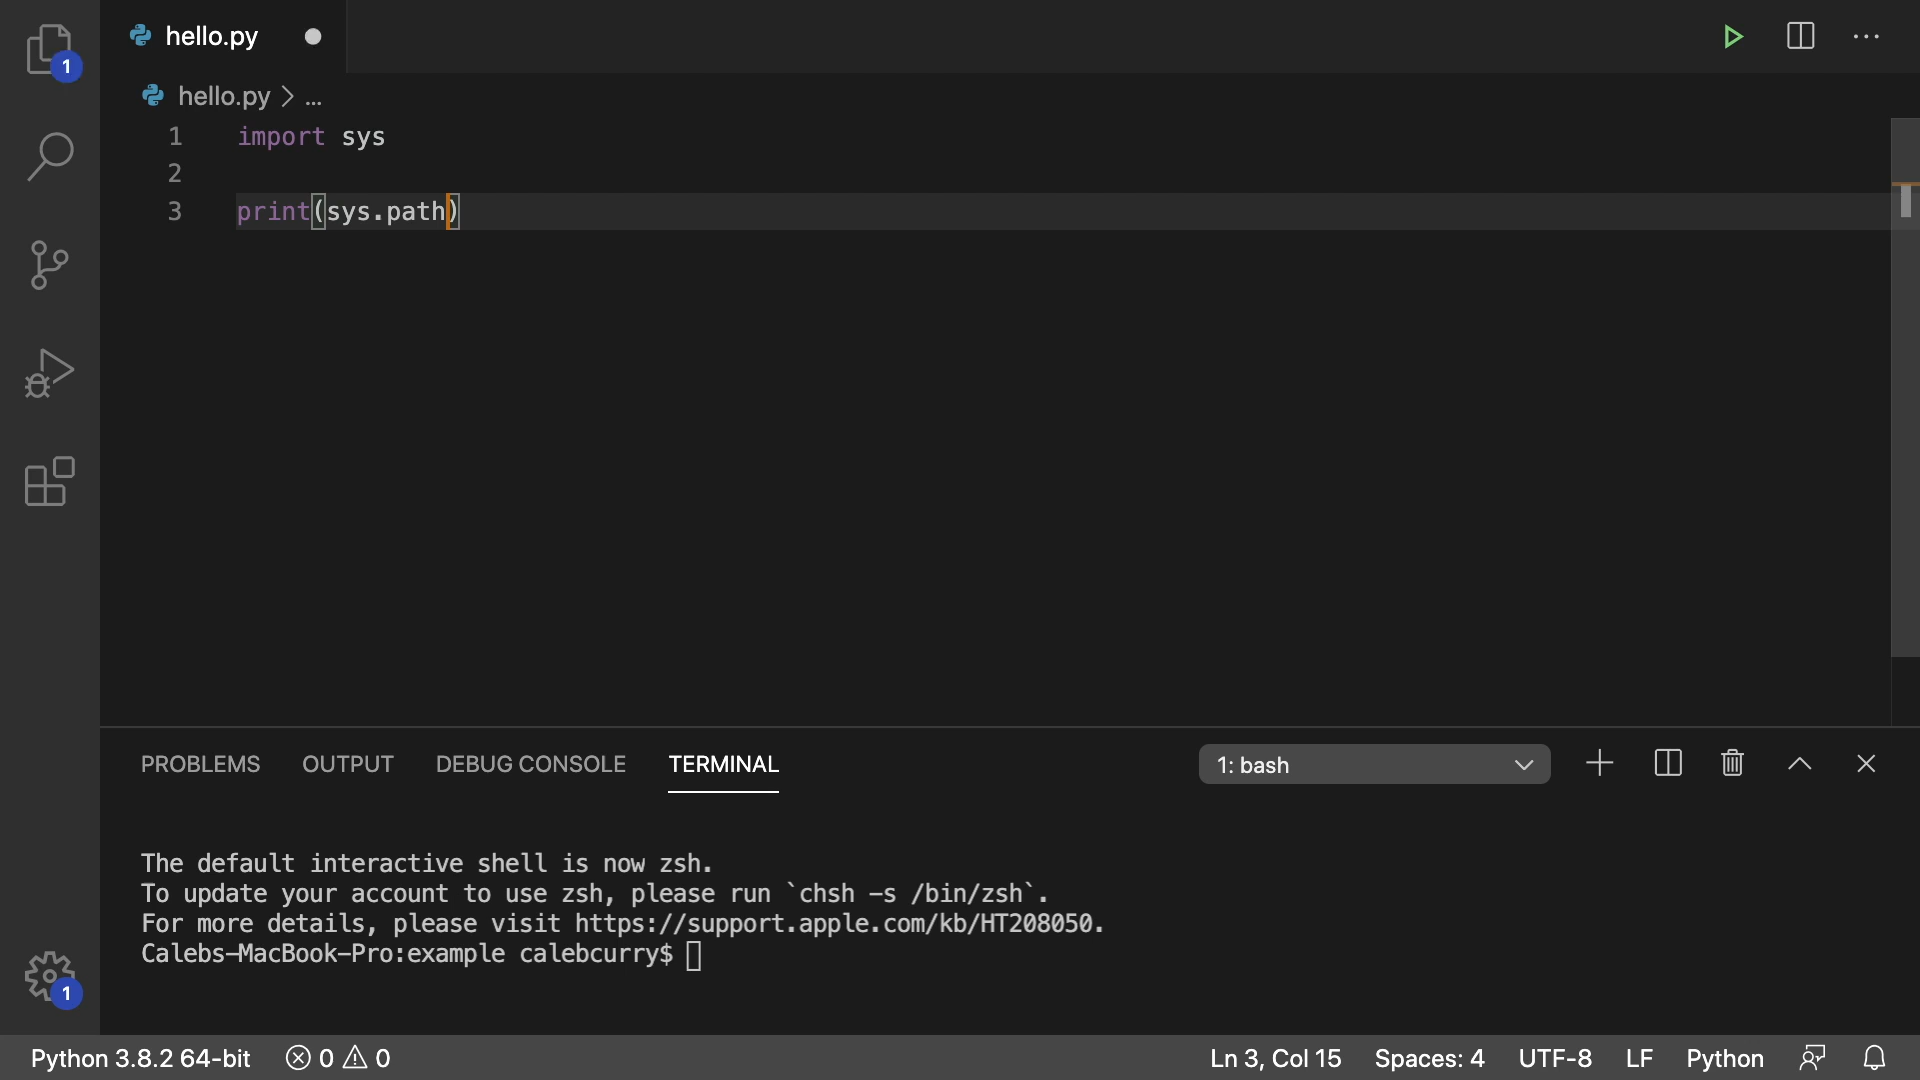 hello.py
1
hello.py > ...
1 import sys
2
3 print(sys.path)
PROBLEMS OUTPUT DEBUG CONSOLE TERMINAL 1: bash
The default interactive shell is now zsh.
To update your account to use zsh, please run `chsh -s /bin/zsh`.
For more details, please visit https://support.apple.com/kb/HT208050.
Calebs-MacBook-Pro:example calebcurry$
1
Python 3.8.2 64-bit 0 0 Ln 3, Col 15 Spaces: 4 UTF-8 LF Python